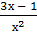 3x − 1
x²